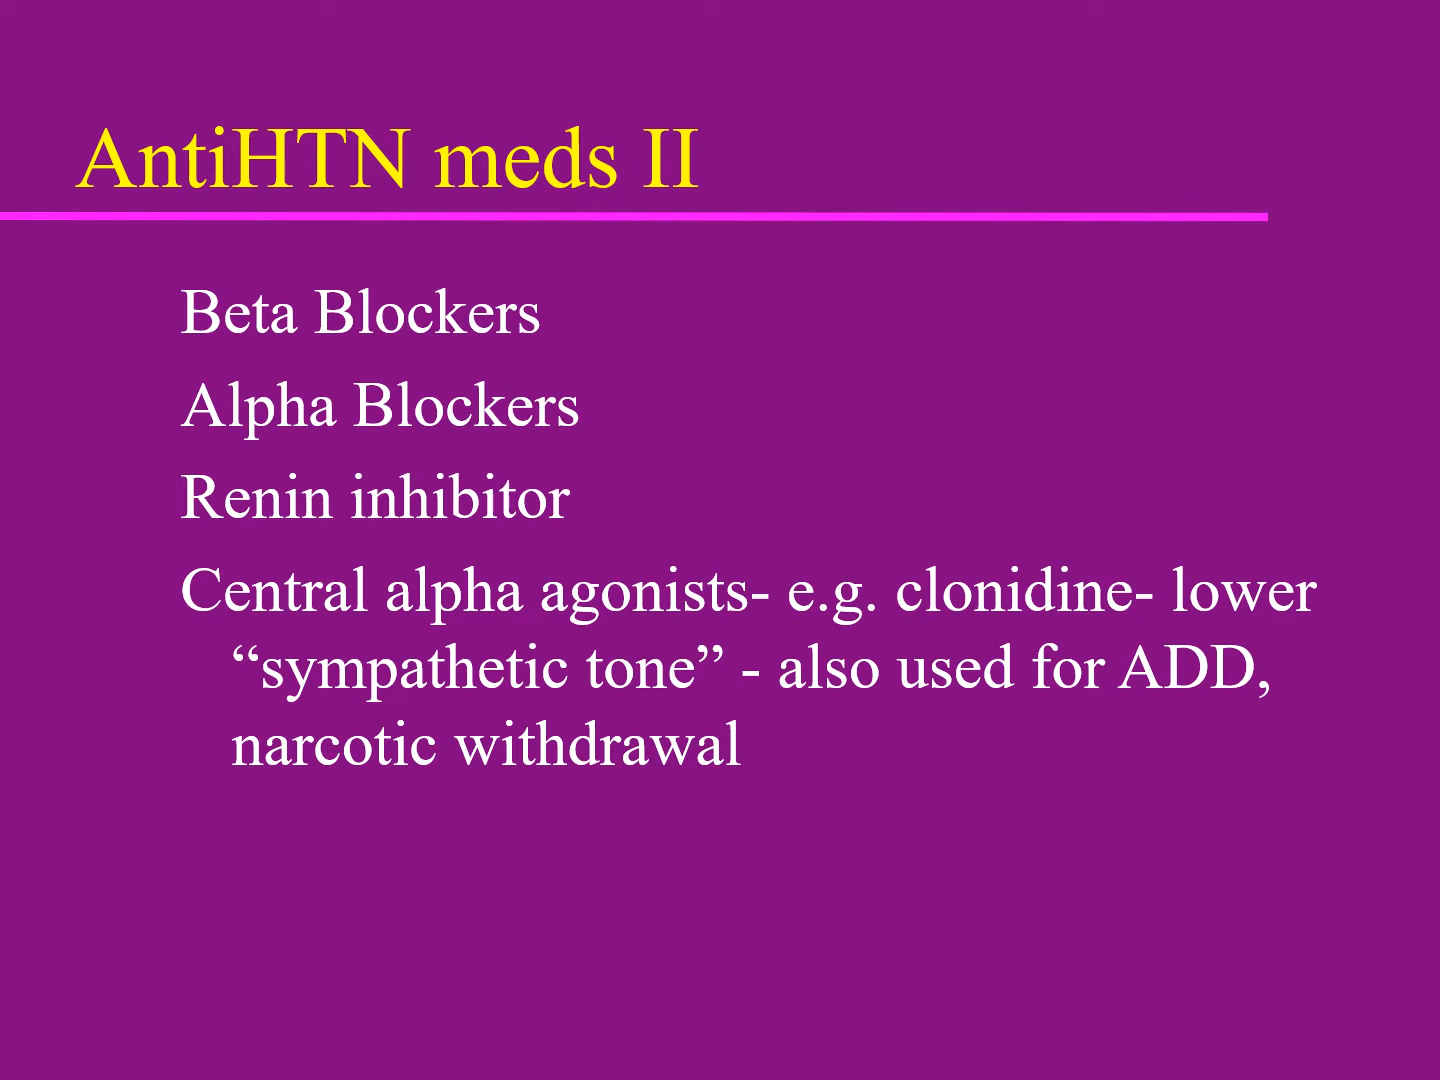 AntiHTN meds II
Beta Blockers
Alpha Blockers
Renin inhibitor
Central alpha agonists- e.g. clonidine- lower
“sympathetic tone” - also used for ADD,
narcotic withdrawal